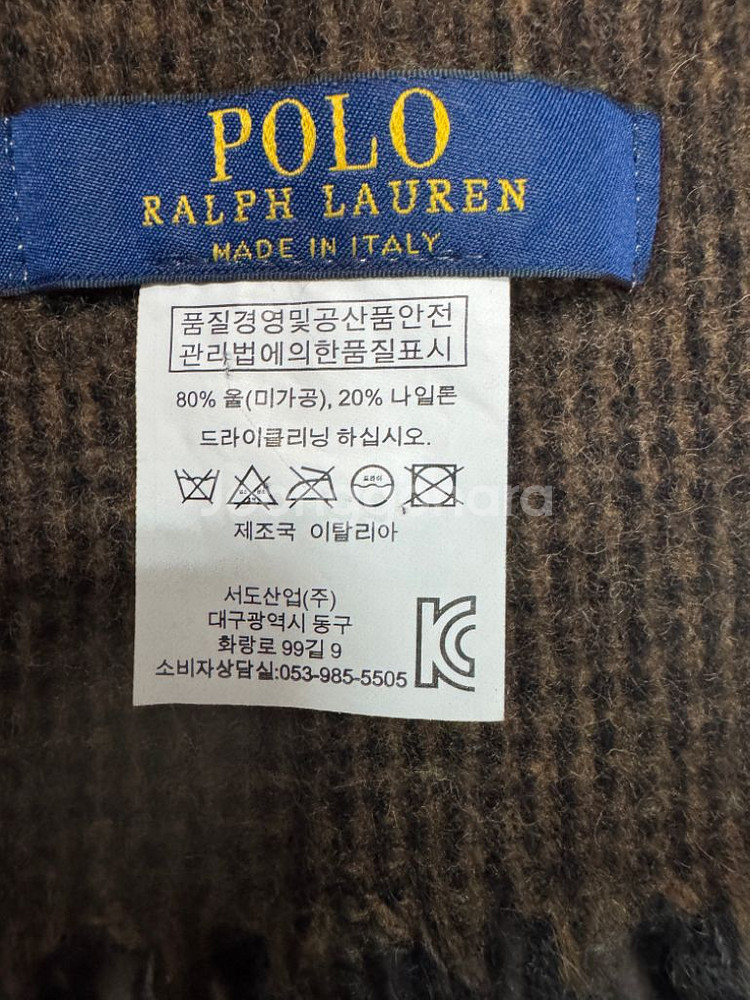 POLO
RALPH LAUREN
MADE IN ITALY
품질경영및공산품안전
관리법에의한품질표시
80% 울(미가공), 20% 나일론
드라이클리닝 하십시오.
드라이
제조국 이탈리아
서도산업(주)
대구광역시 동구
화랑로 99길 9
소비자상담실:053-985-5505